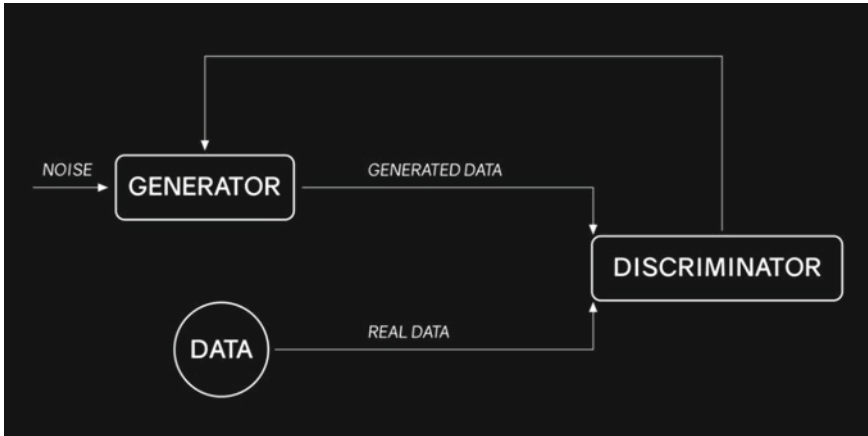 NOISE
GENERATOR
GENERATED DATA
DISCRIMINATOR
DATA
REAL DATA